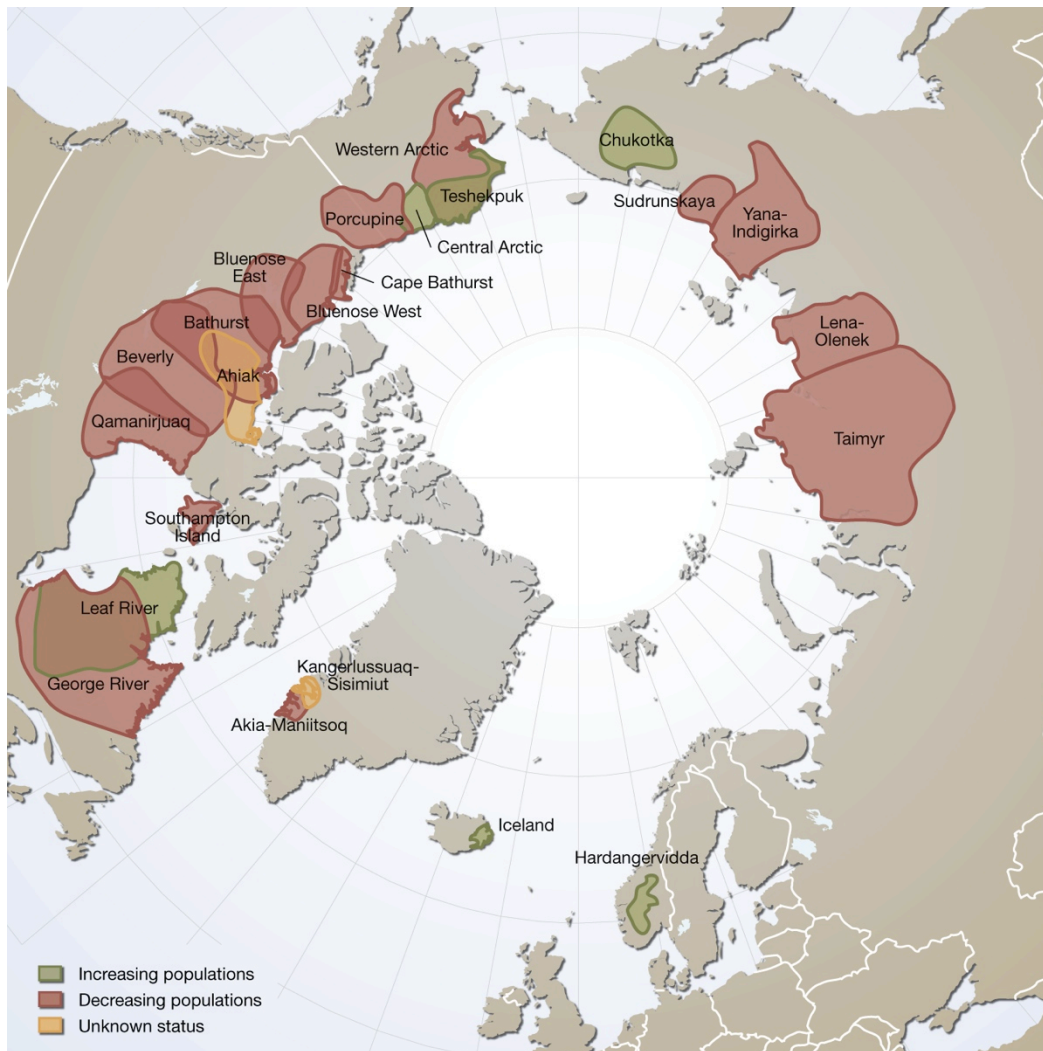 Chukotka
Western Arctic
Teshekpuk
Sudrunskaya
Porcupine
Yana-
Indigirka
Central Arctic
Bluenose
East
Cape Bathurst
Bluenose West
Bathurst
Lena-
Olenek
Beverly
Ahiak
Qamanirjuaq
Taimyr
Southampton
Island
Leaf River
Kangerlussuaq-
Sisimiut
George River
Akia-Maniitsoq
Iceland
Hardangervidda
Increasing populations
Decreasing populations
Unknown status